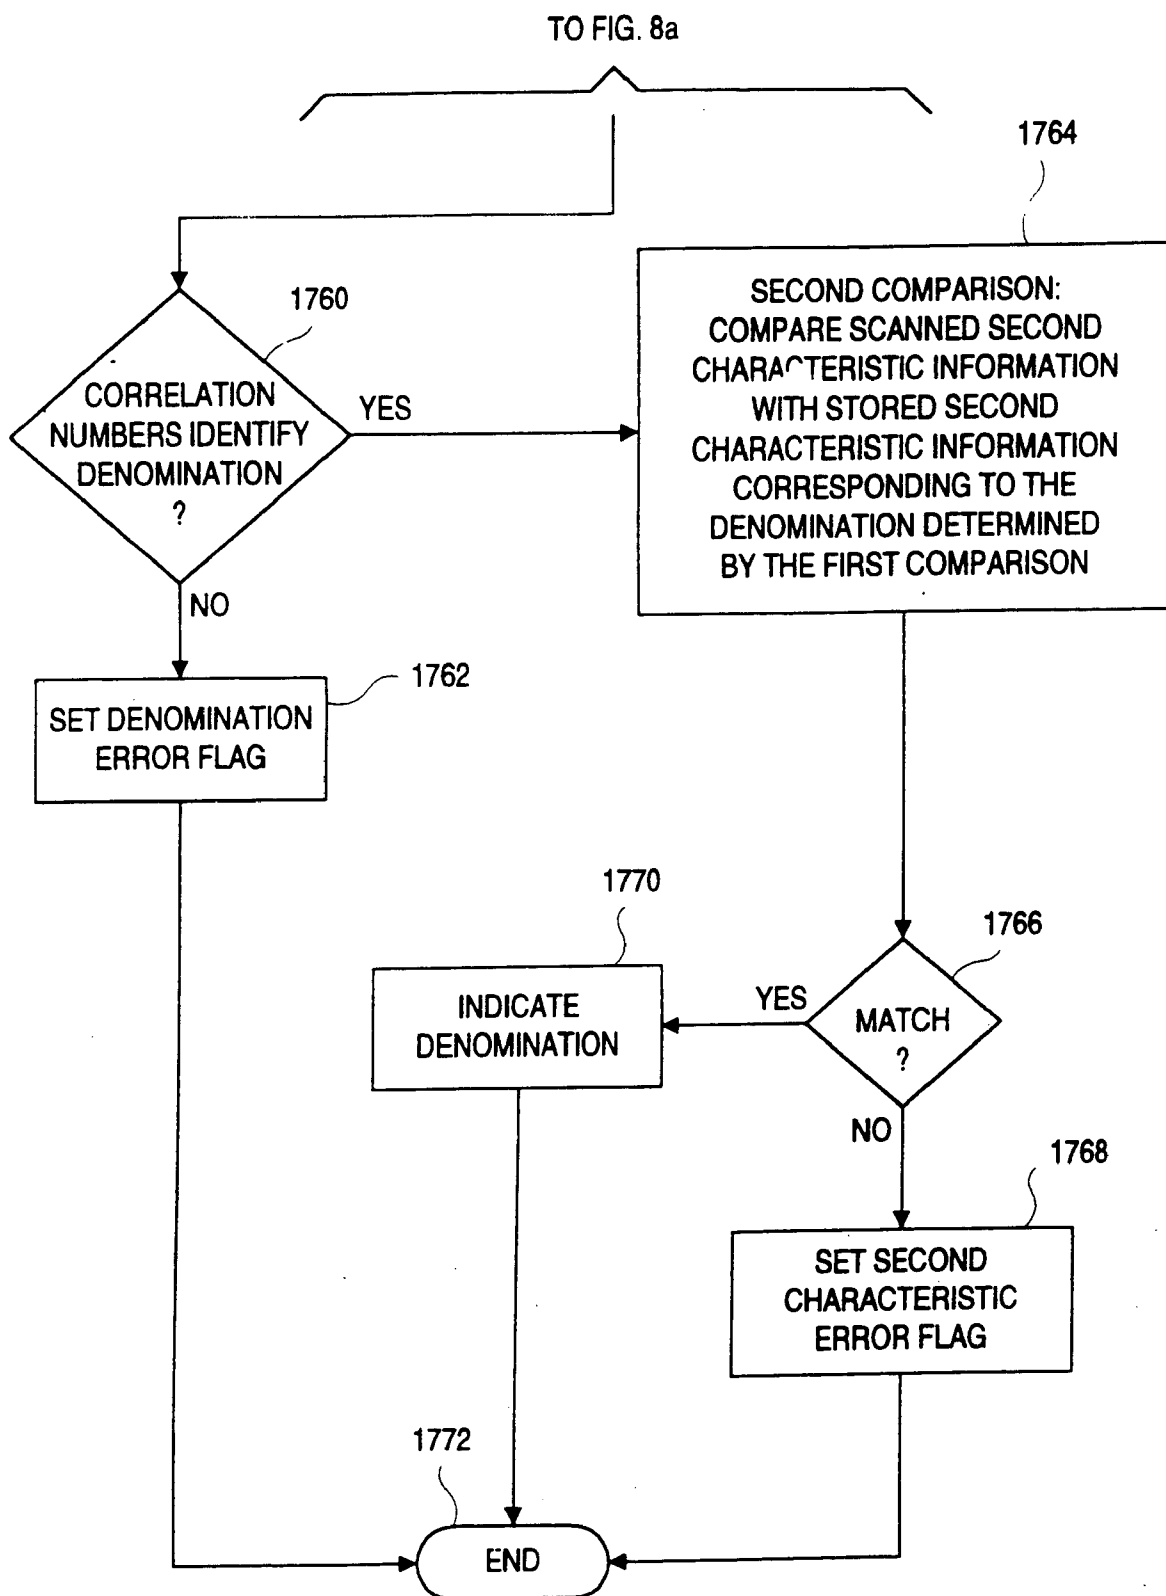 TO FIG. 8a
1764
1760
CORRELATION
NUMBERS IDENTIFY
DENOMINATION
?
YES
SECOND COMPARISON:
COMPARE SCANNED SECOND
CHARACTERISTIC INFORMATION
WITH STORED SECOND
CHARACTERISTIC INFORMATION
CORRESPONDING TO THE
DENOMINATION DETERMINED
BY THE FIRST COMPARISON
NO
1762
SET DENOMINATION
ERROR FLAG
1770
1766
INDICATE
DENOMINATION
YES
MATCH
?
NO
1768
SET SECOND
CHARACTERISTIC
ERROR FLAG
1772
END